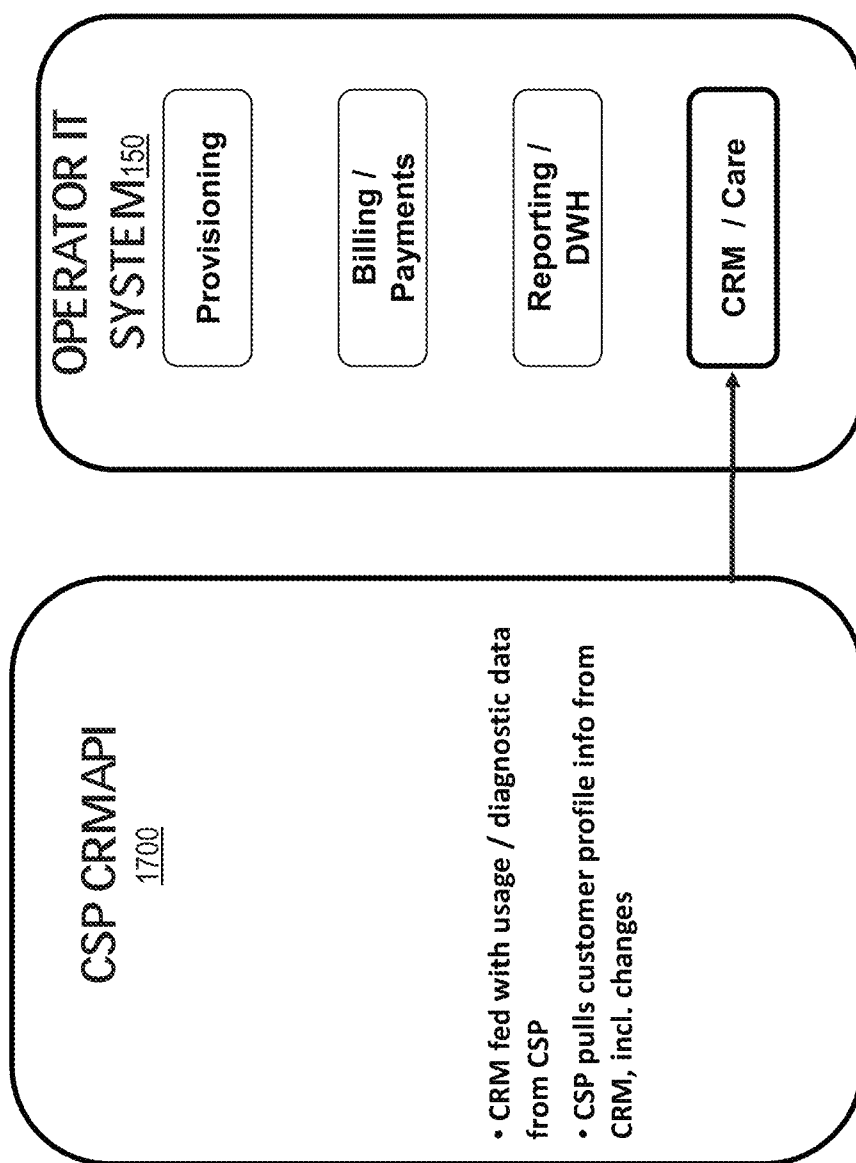 CSP CRMAPI
1700
• CRM fed with usage / diagnostic data
from CSP
• CSP pulls customer profile info from
CRM, incl. changes
OPERATOR IT
SYSTEM 150
Provisioning
Billing /
Payments
Reporting /
DWH
CRM / Care